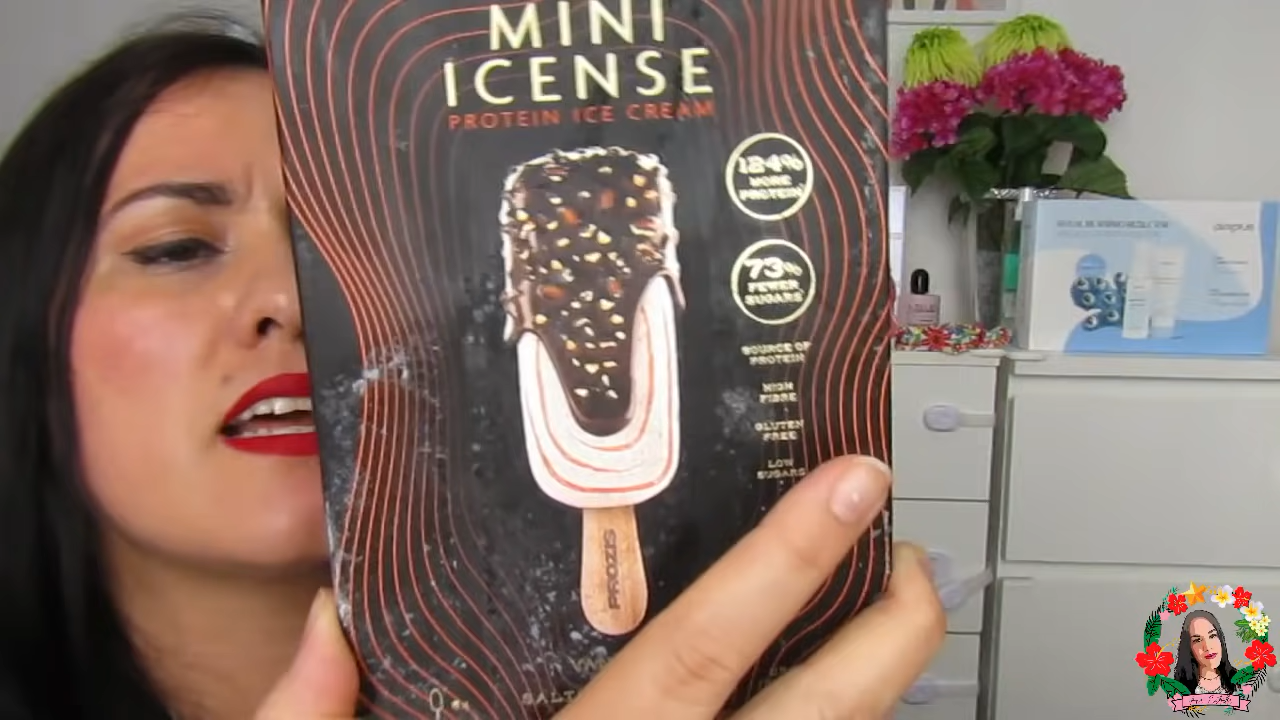 MINI
ICENSE
PROTEIN ICE CREAM
184%
MORE
PROTEIN
73%
FEWER
SUGARS
SOURCE OF
PROTEIN
HIGH
FIBRE
GLUTEN
FREE
LOW
SUGARS
PROZIS